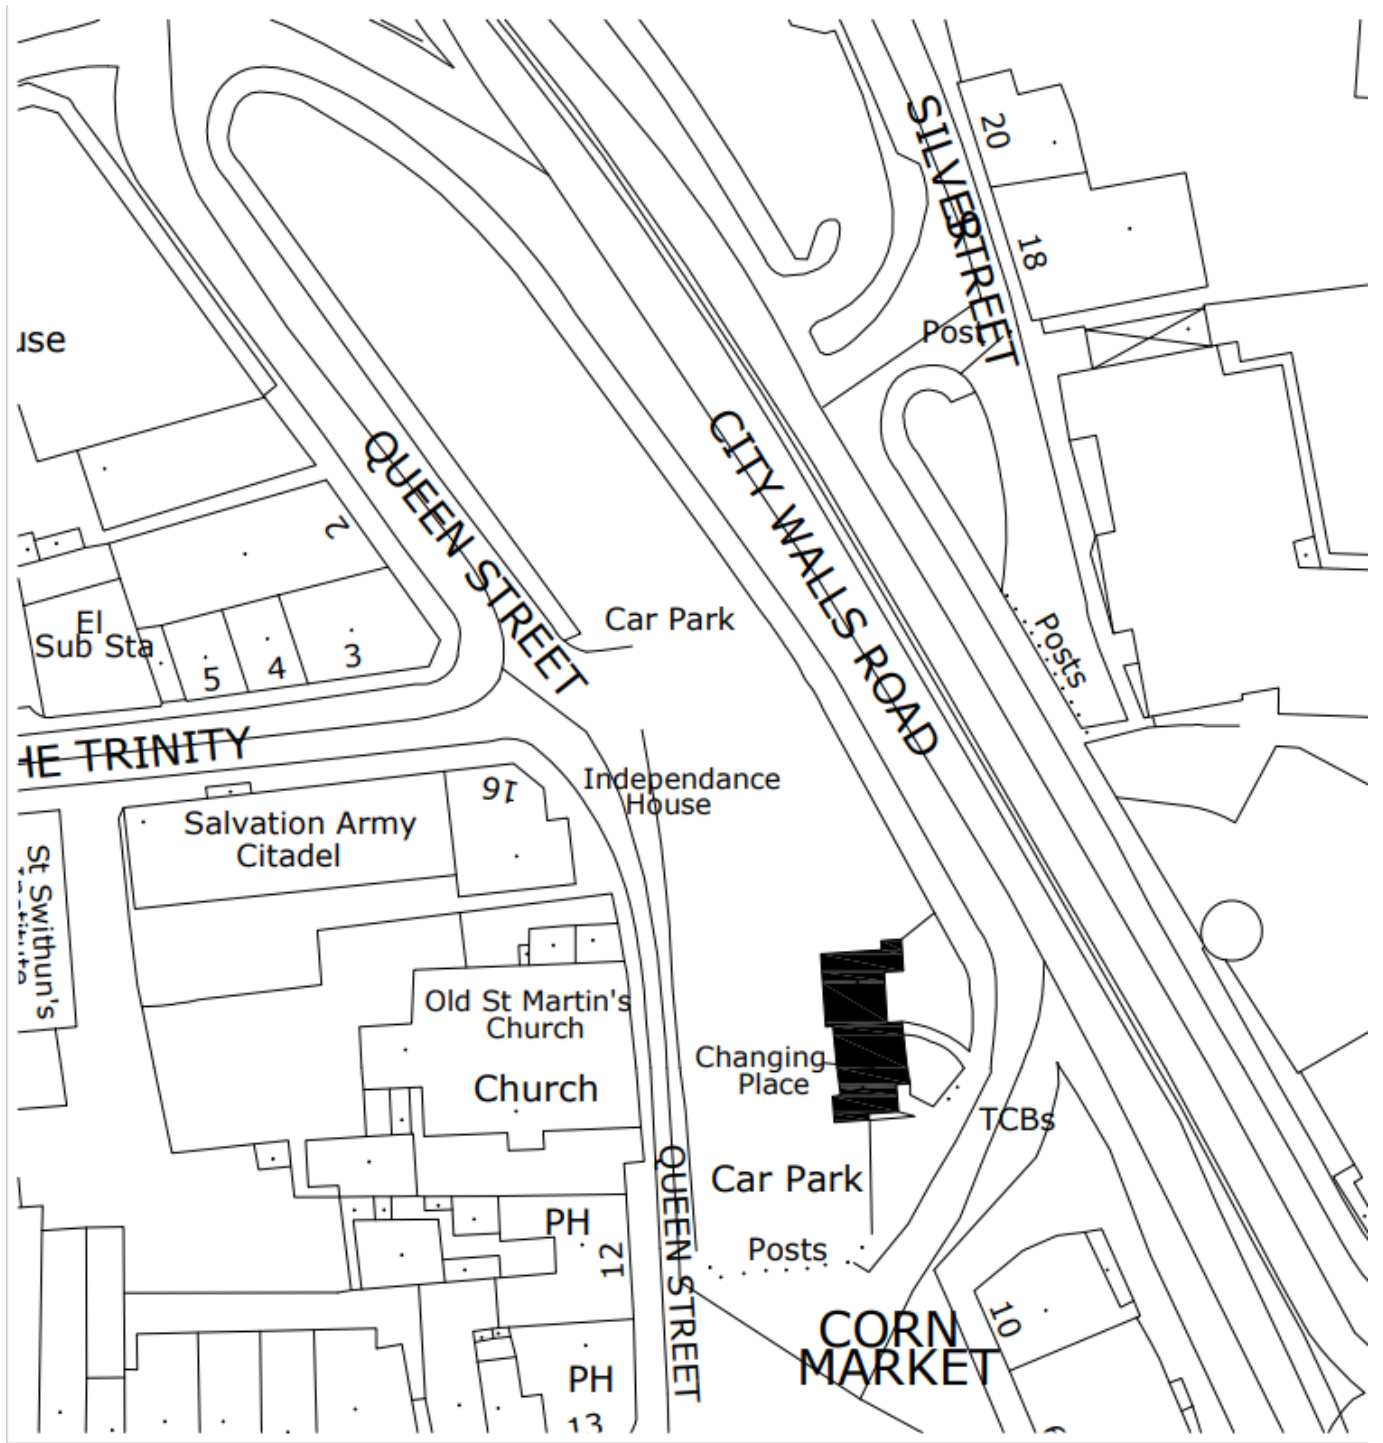 20
SILVER
STREET
18
Post
use
CITY WALLS ROAD
QUEEN STREET
2
El
Sub Sta
5
4
3
Car Park
Posts
HE TRINITY
Independance
House
16
Salvation Army
Citadel
St Swithun's
Old St Martin's
Church
Church
Changing
Place
TCBs
Car Park
QUEEN STREET
PH
12
Posts
CORN
MARKET
10
PH
13